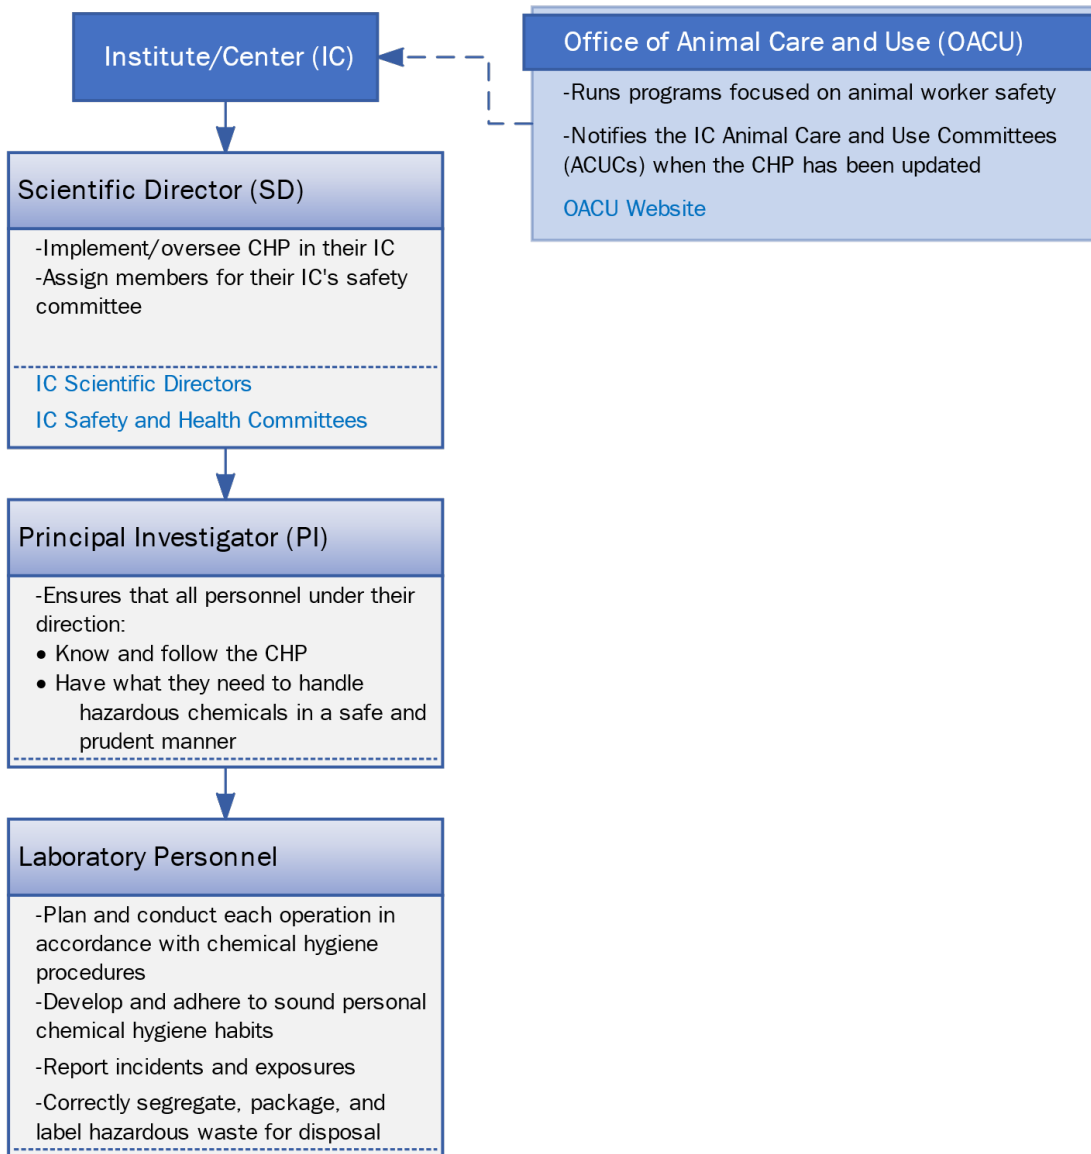 Institute/Center (IC)
Office of Animal Care and Use (OACU)
-Runs programs focused on animal worker safety
-Notifies the IC Animal Care and Use Committees
(ACUCs) when the CHP has been updated
OACU Website
Scientific Director (SD)
-Implement/oversee CHP in their IC
-Assign members for their IC's safety
committee
IC Scientific Directors
IC Safety and Health Committees
Principal Investigator (PI)
-Ensures that all personnel under their
direction:
• Know and follow the CHP
• Have what they need to handle
hazardous chemicals in a safe and
prudent manner
Laboratory Personnel
-Plan and conduct each operation in
accordance with chemical hygiene
procedures
-Develop and adhere to sound personal
chemical hygiene habits
-Report incidents and exposures
-Correctly segregate, package, and
label hazardous waste for disposal